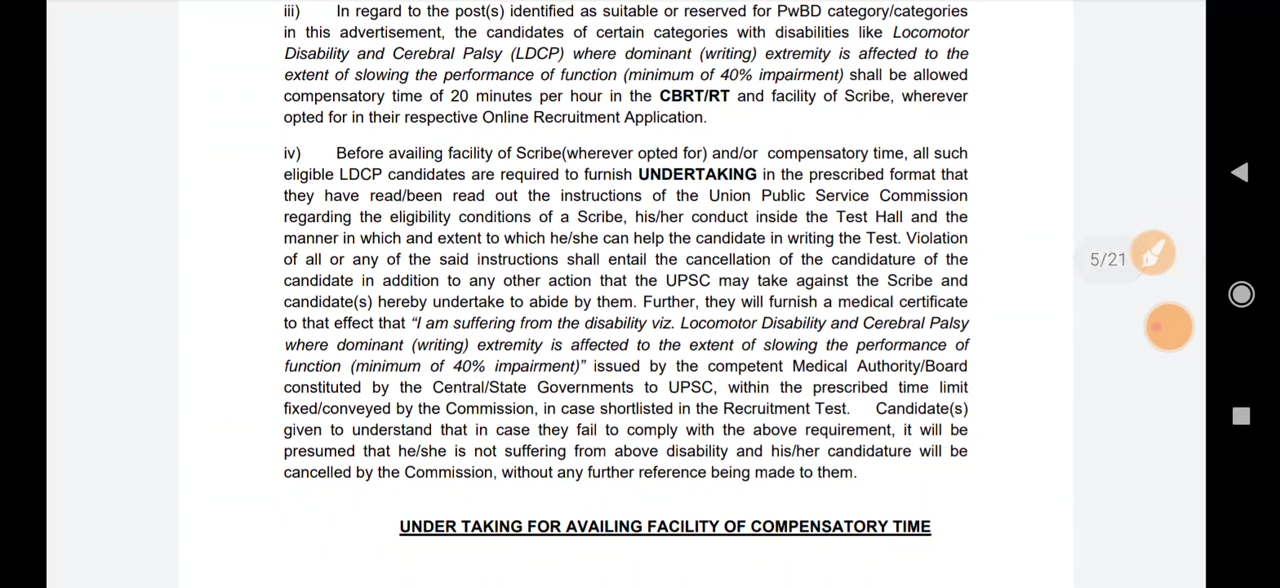 iii) In regard to the post(s) identified as suitable or reserved for PwBD category/categories
in this advertisement, the candidates of certain categories with disabilities like Locomotor
Disability and Cerebral Palsy (LDCP) where dominant (writing) extremity is affected to the
extent of slowing the performance of function (minimum of 40% impairment) shall be allowed
compensatory time of 20 minutes per hour in the CBRT/RT and facility of Scribe, wherever
opted for in their respective Online Recruitment Application.
iv) Before availing facility of Scribe(wherever opted for) and/or compensatory time, all such
eligible LDCP candidates are required to furnish UNDERTAKING in the prescribed format that
they have read/been read out the instructions of the Union Public Service Commission
regarding the eligibility conditions of a Scribe, his/her conduct inside the Test Hall and the
manner in which and extent to which he/she can help the candidate in writing the Test. Violation
of all or any of the said instructions shall entail the cancellation of the candidature of the
candidate in addition to any other action that the UPSC may take against the Scribe and
candidate(s) hereby undertake to abide by them. Further, they will furnish a medical certificate
to that effect that “I am suffering from the disability viz. Locomotor Disability and Cerebral Palsy
where dominant (writing) extremity is affected to the extent of slowing the performance of
function (minimum of 40% impairment)” issued by the competent Medical Authority/Board
constituted by the Central/State Governments to UPSC, within the prescribed time limit
fixed/conveyed by the Commission, in case shortlisted in the Recruitment Test. Candidate(s)
given to understand that in case they fail to comply with the above requirement, it will be
presumed that he/she is not suffering from above disability and his/her candidature will be
cancelled by the Commission, without any further reference being made to them.
UNDER TAKING FOR AVAILING FACILITY OF COMPENSATORY TIME
5/21